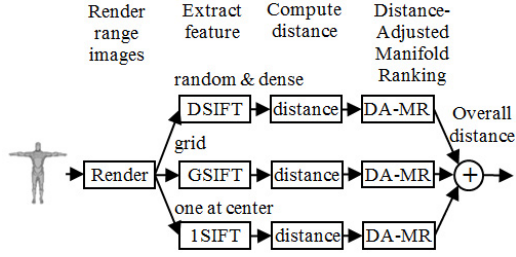 Render
range
images
Extract
feature
Compute
distance
Distance-
Adjusted
Manifold
Ranking
random & dense
DSIFT
distance
DA-MR
Overall
distance
grid
Render
GSIFT
distance
DA-MR
+
one at center
1SIFT
distance
DA-MR